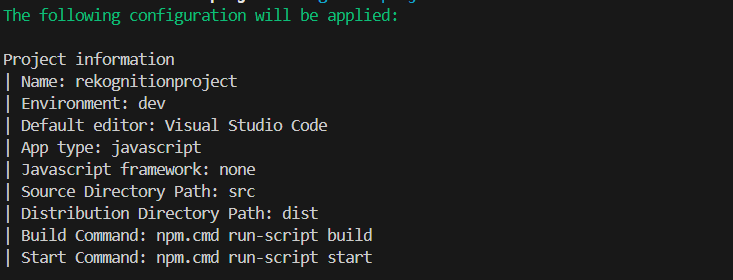 The following configuration will be applied:
Project information
| Name: rekognitionproject
| Environment: dev
| Default editor: Visual Studio Code
| App type: javascript
| Javascript framework: none
| Source Directory Path: src
| Distribution Directory Path: dist
| Build Command: npm.cmd run-script build
| Start Command: npm.cmd run-script start